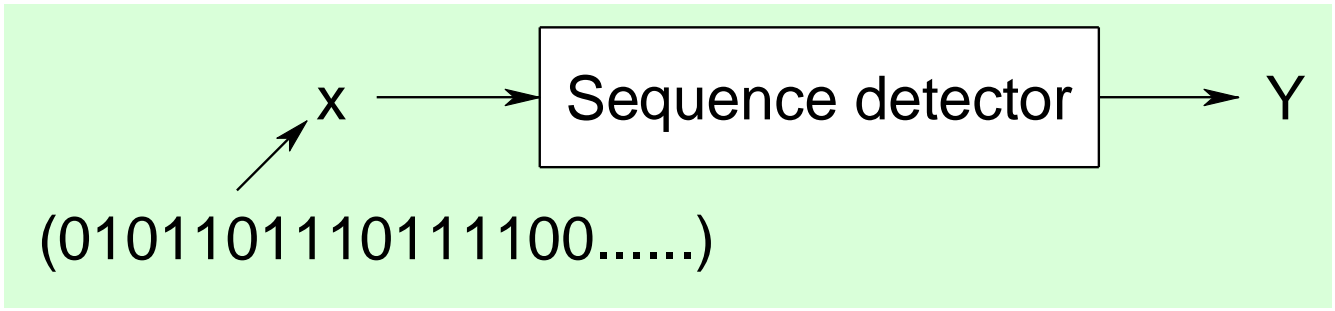 x Sequence detector Y
(0101101110111100......)